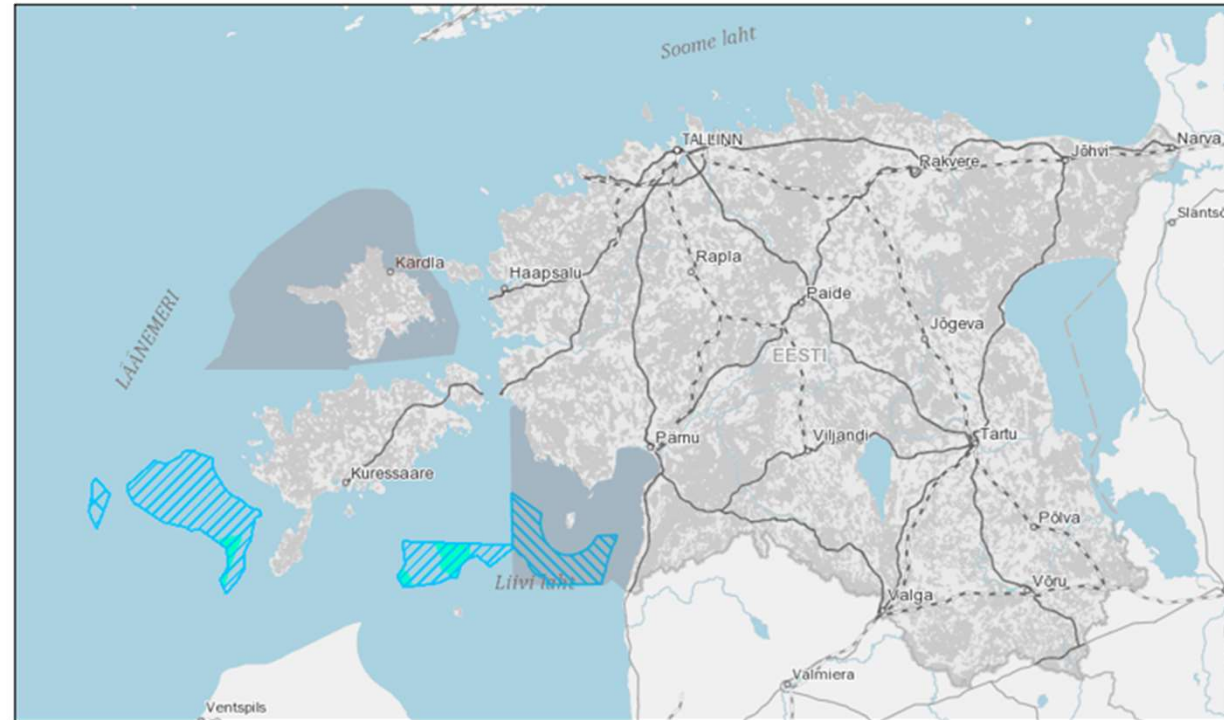 Soome laht
TALLINN
Narva
Jõhvi
Rakvere
Slantsõ
Rapla
Kärdla
Haapsalu
Paide
LÄÄNEMERI
Jõgeva
EESTI
Pärnu
Viljandi
Tartu
Kuressaare
Põlva
Liivi laht
Võru
Valga
Valmiera
Ventspils